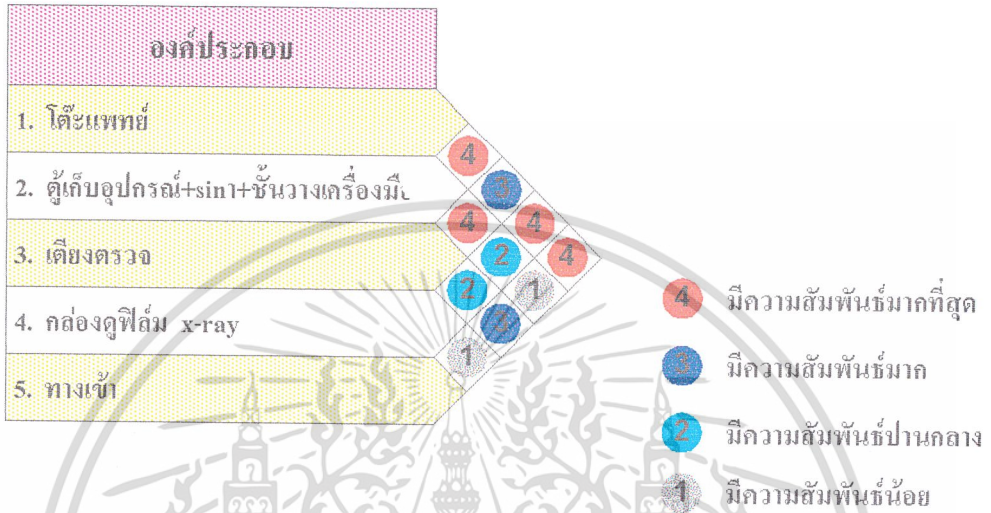 องค์ประกอบ
1. โต๊ะแพทย์
4
2. ตู้เก็บอุปกรณ์+sinา+ชั้นวางเครื่องมือ
3
4
4
3. เตียงตรวจ
2
4
2
1
4. กล่องดูฟิล์ม x-ray
3
1
5. ทางเข้า
4 มีความสัมพันธ์มากที่สุด
3 มีความสัมพันธ์มาก
2 มีความสัมพันธ์ปานกลาง
1 มีความสัมพันธ์น้อย